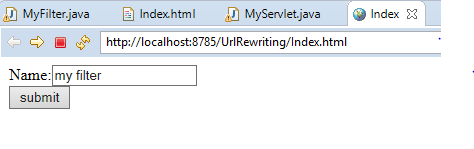 MyFilter.java Index.html MyServlet.java Index
http://localhost:8785/UrlRewriting/Index.html
Name: my filter
submit